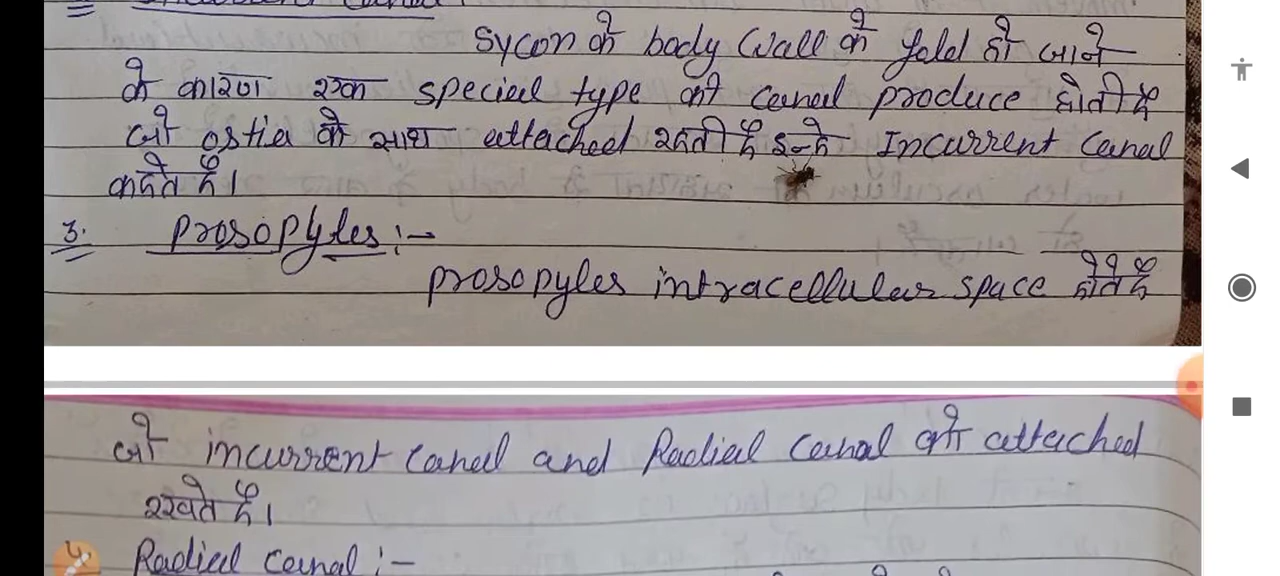 Sycon के body wall के fold हो जाने
के कारण एक special type की canal produce होती है
जो ostia के साथ attached रहती है इन्हे Incurrent Canal
कहते है।
3. Prosopyles :-
prosopyles intracellular space होते है
जो incurrent canal and Radial canal को attached
रखते है।
4. Radial canal :-